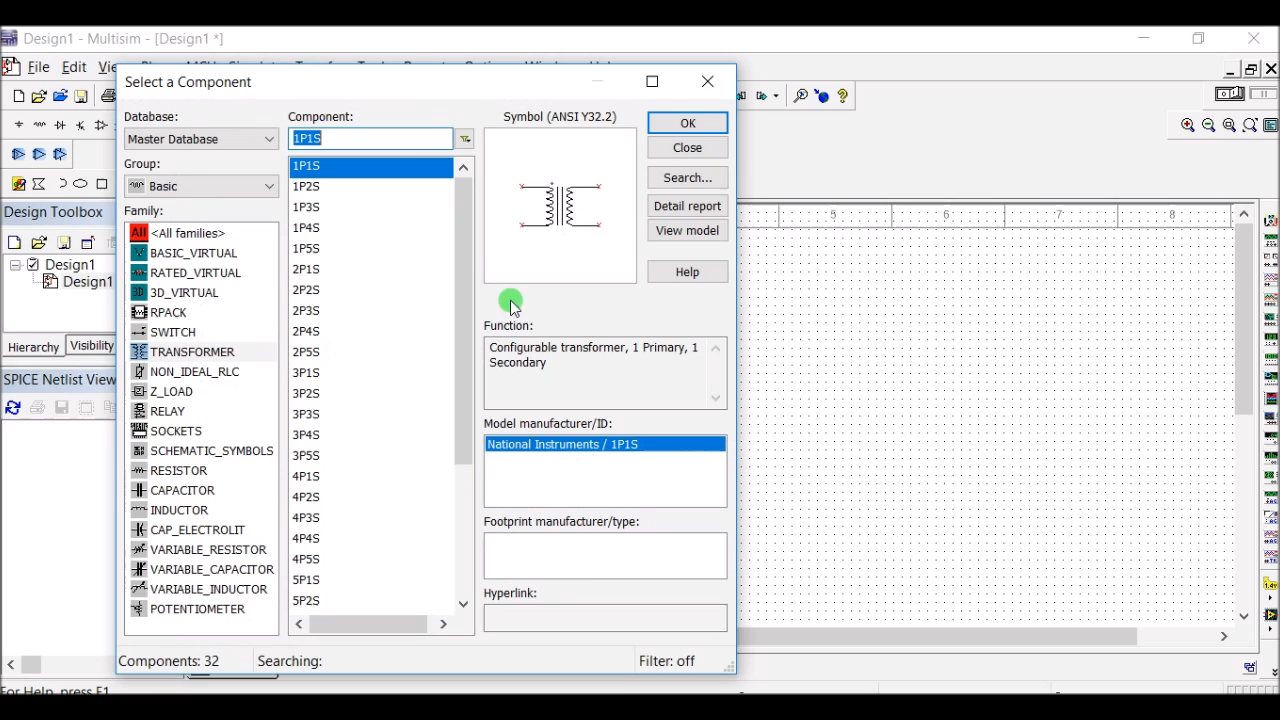 Design1 - Multisim - [Design1 *]
File Edit
Select a Component
Database:
Master Database
Group:
Basic
Family:
All <All families>
BASIC_VIRTUAL
RATED_VIRTUAL
3D 3D_VIRTUAL
RPACK
SWITCH
TRANSFORMER
NON_IDEAL_RLC
Z_LOAD
RELAY
SOCKETS
SCHEMATIC_SYMBOLS
RESISTOR
CAPACITOR
INDUCTOR
CAP_ELECTROLIT
VARIABLE_RESISTOR
VARIABLE_CAPACITOR
VARIABLE_INDUCTOR
POTENTIOMETER
Component:
1P1S
1P1S
1P2S
1P3S
1P4S
1P5S
2P1S
2P2S
2P3S
2P4S
2P5S
3P1S
3P2S
3P3S
3P4S
3P5S
4P1S
4P2S
4P3S
4P4S
4P5S
5P1S
5P2S
Symbol (ANSI Y32.2)
OK
Close
Search...
Detail report
View model
Help
Function:
Configurable transformer, 1 Primary, 1
Secondary
Model manufacturer/ID:
National Instruments / 1P1S
Footprint manufacturer/type:
Hyperlink:
Components: 32
Searching:
Filter: off
Design Toolbox
Design1
Design1
Hierarchy
Visibility
SPICE Netlist View
5
6
7
8
For Help, press F1